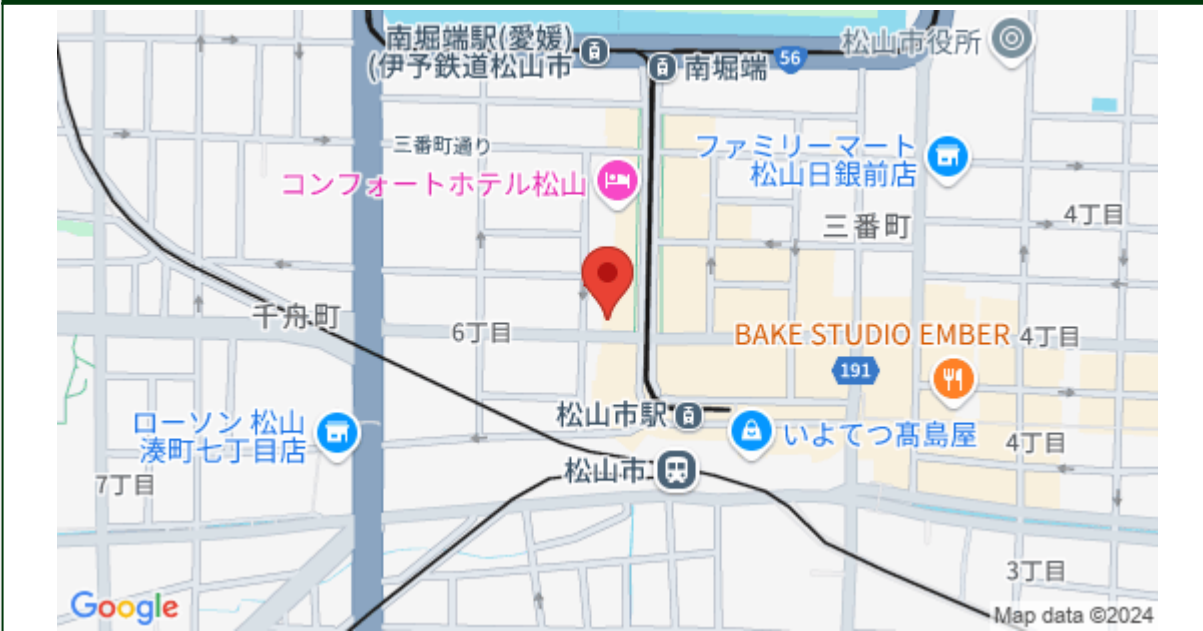 南堀端駅(愛媛)
(伊予鉄道松山市
南堀端
56
松山市役所
三番町通り
ファミリーマート
松山日銀前店
コンフォートホテル松山
三番町
4丁目
千舟町
6丁目
BAKE STUDIO EMBER
4丁目
191
ローソン 松山
湊町七丁目店
松山市駅
いよてつ髙島屋
4丁目
松山市
7丁目
3丁目
Google
Map data ©2024